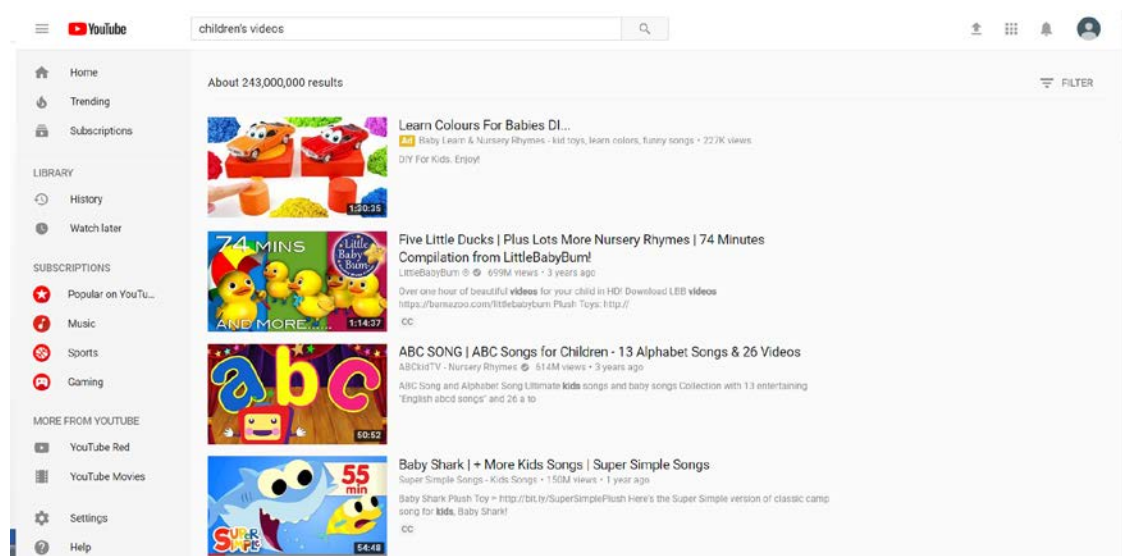 YouTube
children's videos
Home
Trending
Subscriptions
LIBRARY
History
Watch later
SUBSCRIPTIONS
Popular on YouTu...
Music
Sports
Gaming
MORE FROM YOUTUBE
YouTube Red
YouTube Movies
Settings
Help
About 243,000,000 results
FILTER
1:30:35
Learn Colours For Babies DI...
Ad Baby Learn & Nursery Rhymes - kid toys, learn colors, funny songs • 227K views
DIY For Kids. Enjoy!
74 MINS
Little
Baby
Bum
AND MORE......
1:14:37
Five Little Ducks | Plus Lots More Nursery Rhymes | 74 Minutes
Compilation from LittleBabyBum!
LittleBabyBum ® 699M views • 3 years ago
Over one hour of beautiful videos for your child in HD! Download LBB videos
https://bamazoo.com/littlebabybum Plush Toys: http://
CC
abc
50:52
ABC SONG | ABC Songs for Children - 13 Alphabet Songs & 26 Videos
ABCkidTV - Nursery Rhymes 614M views • 3 years ago
ABC Song and Alphabet Song Ultimate kids songs and baby songs Collection with 13 entertaining
"English abcd songs" and 26 a to
55
min
SUPER
SIMPLE
54:48
Baby Shark | + More Kids Songs | Super Simple Songs
Super Simple Songs - Kids Songs • 150M views • 1 year ago
Baby Shark Plush Toy ► http://bit.ly/SuperSimplePlush Here's the Super Simple version of classic camp
song for kids, Baby Shark!
CC